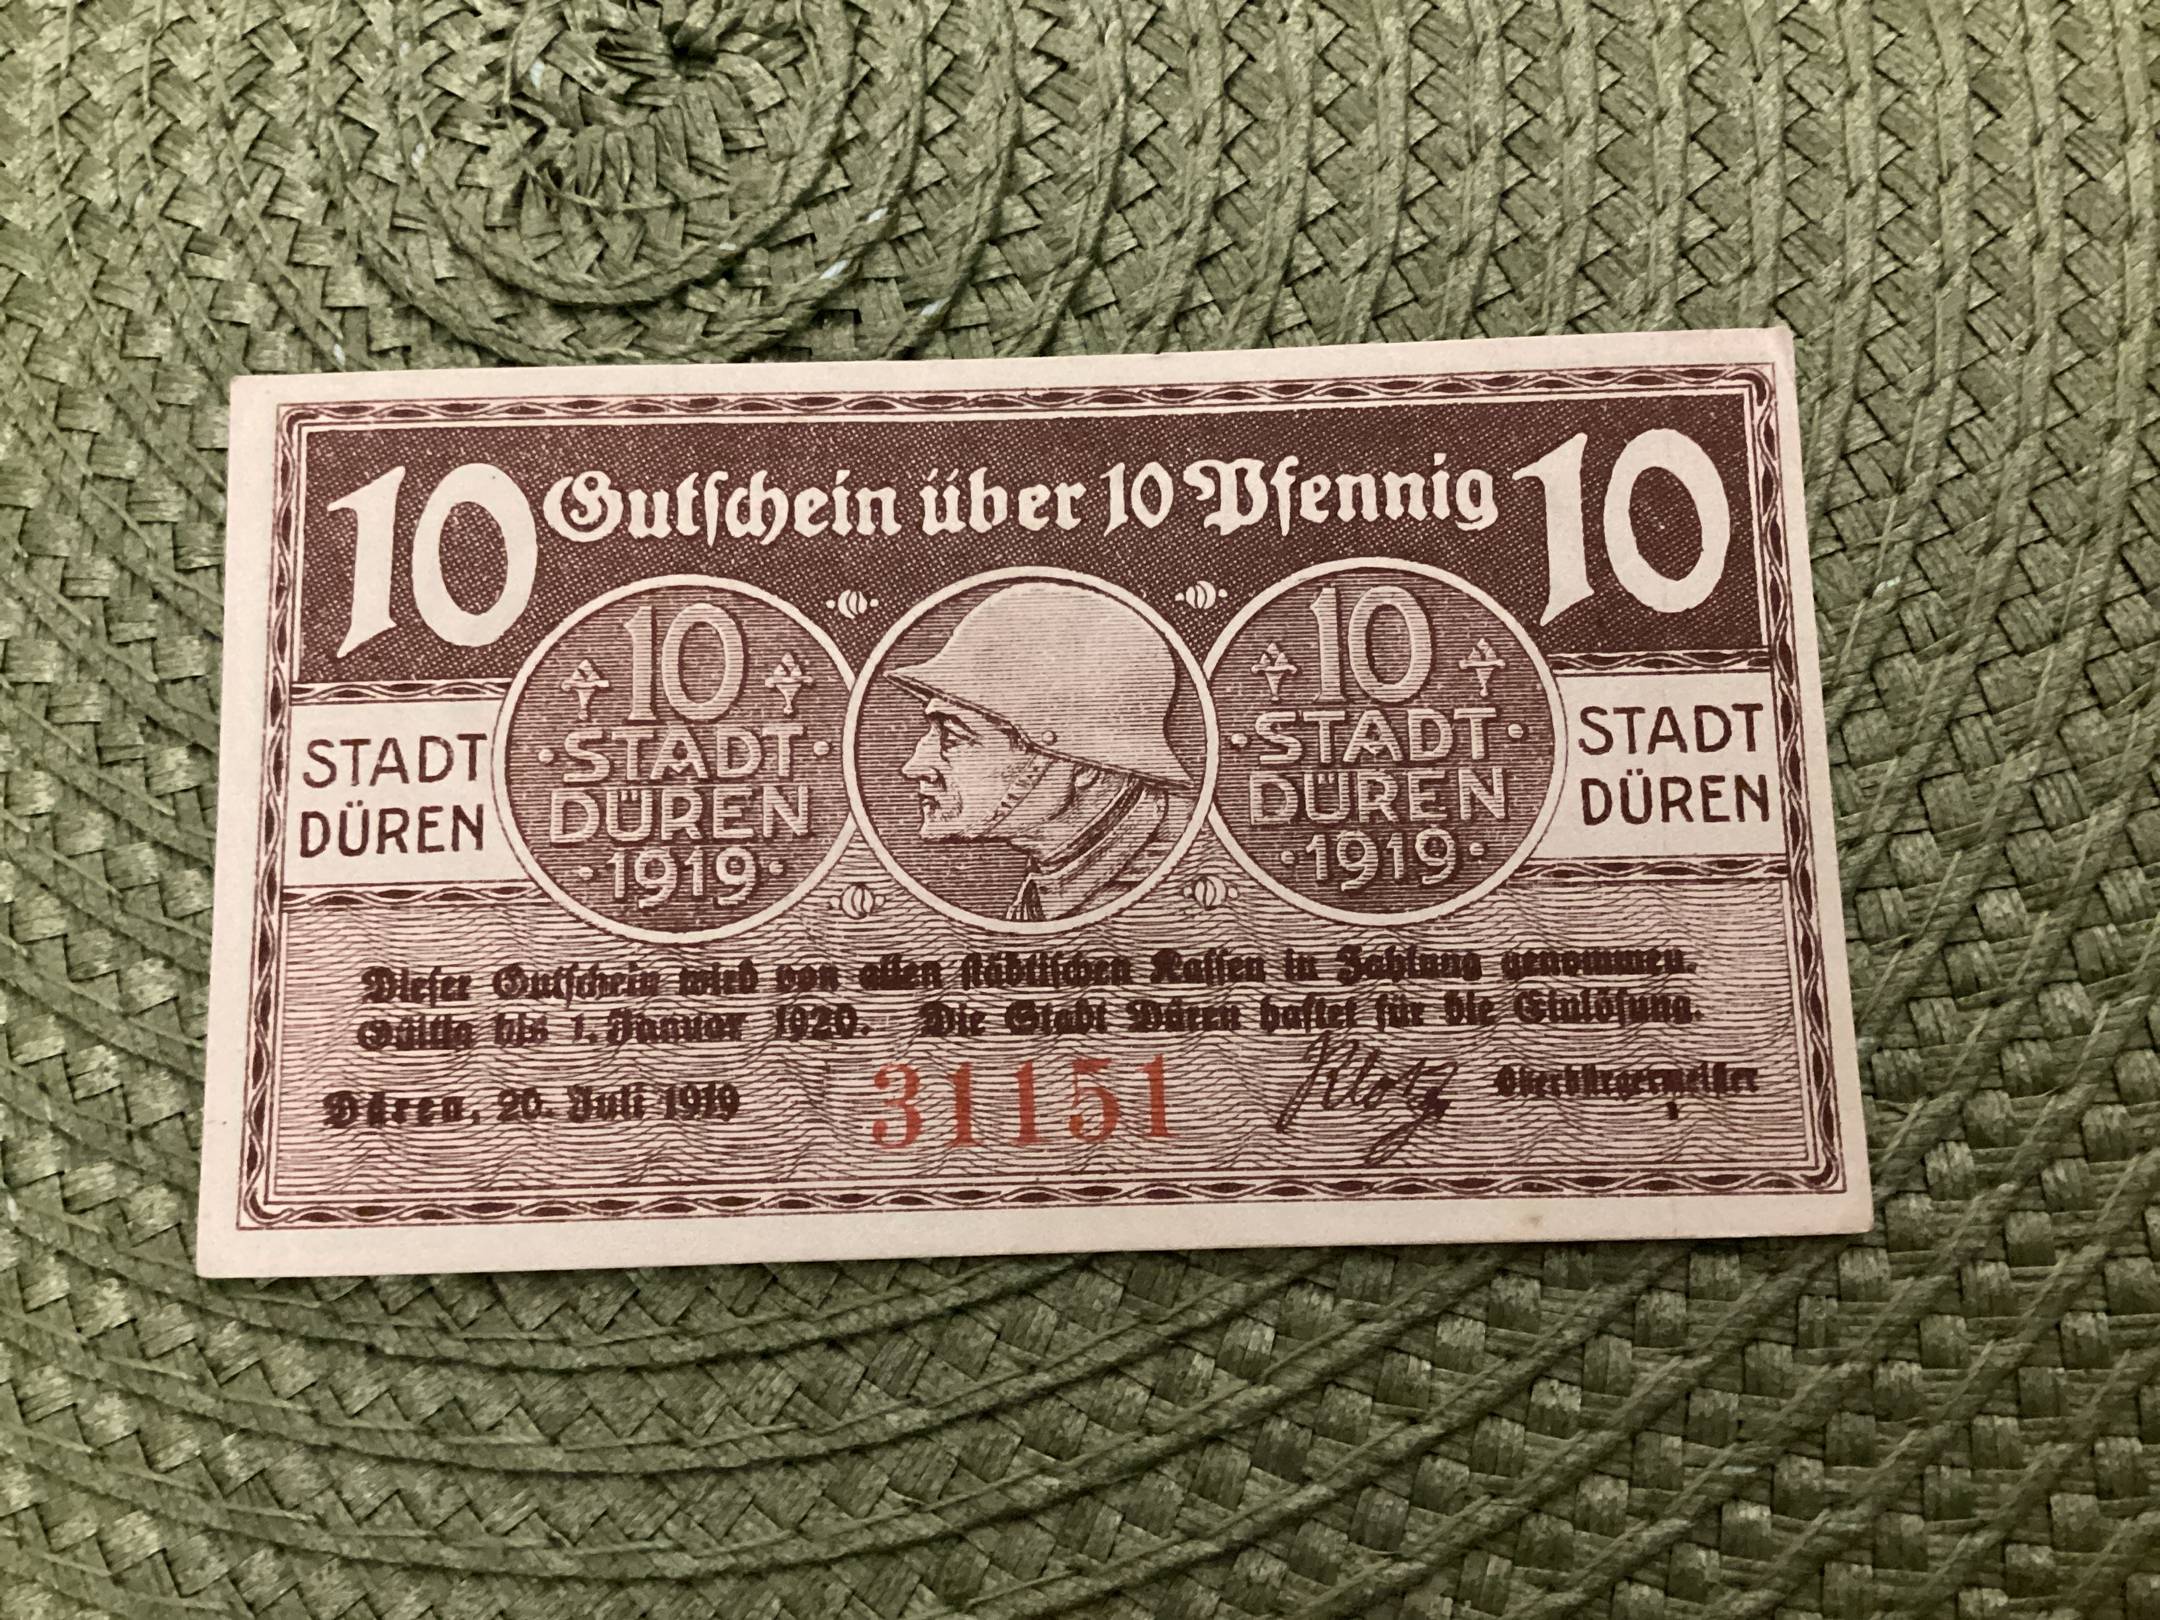 10 Gutschein über 10 Pfennig 10
10
STADT
DÜREN
1919
10
STADT
DÜREN
1919
STADT
DÜREN
STADT
DÜREN
Dieser Gutschein wird von allen städtischen Kassen in Zahlung genommen.
Gültig bis 1. Januar 1920. Die Stadt Düren haftet für die Einlösung.
Düren, 20. Juli 1919
31151
Klotz
Oberbürgermeister